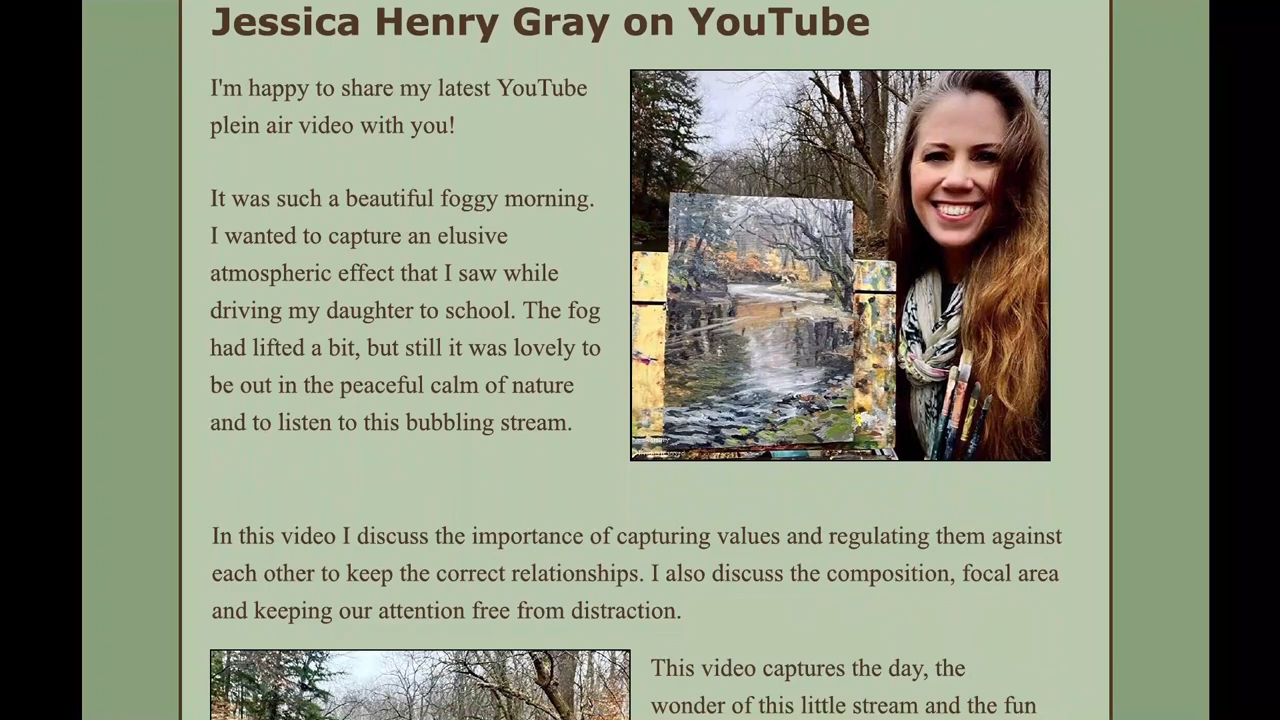 Jessica Henry Gray on YouTube
I'm happy to share my latest YouTube
plein air video with you!
It was such a beautiful foggy morning.
I wanted to capture an elusive
atmospheric effect that I saw while
driving my daughter to school. The fog
had lifted a bit, but still it was lovely to
be out in the peaceful calm of nature
and to listen to this bubbling stream.
In this video I discuss the importance of capturing values and regulating them against
each other to keep the correct relationships. I also discuss the composition, focal area
and keeping our attention free from distraction.
This video captures the day, the
wonder of this little stream and the fun